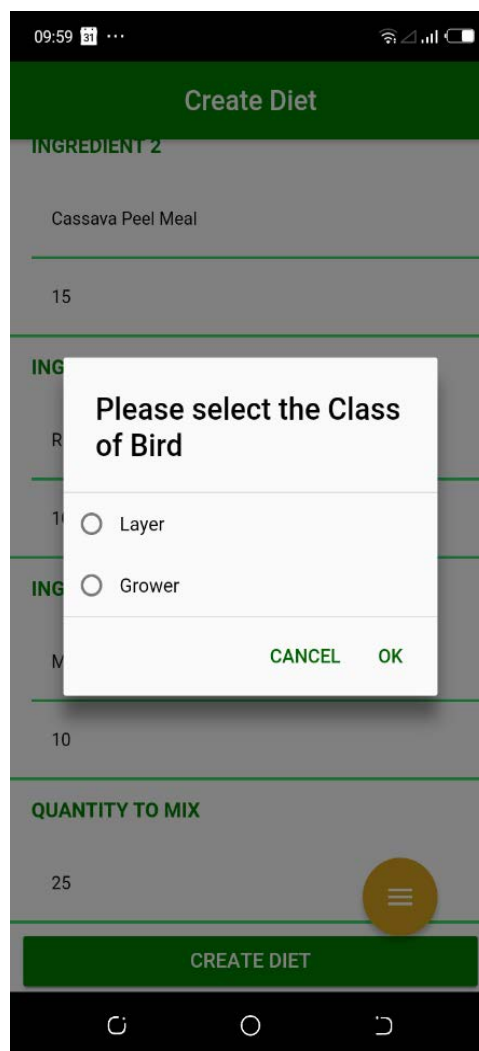 09:59 31 ...
Create Diet
INGREDIENT 2
Cassava Peel Meal
15
Please select the Class
of Bird
Layer
Grower
CANCEL OK
10
QUANTITY TO MIX
25
CREATE DIET